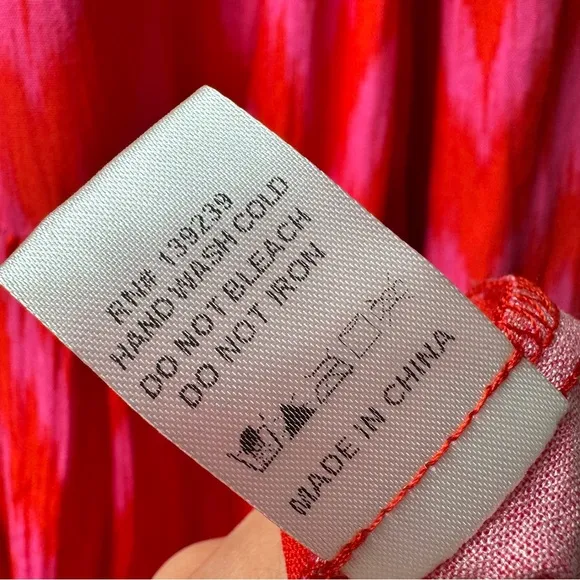 RN# 139239
HAND WASH COLD
DO NOT BLEACH
DO NOT IRON
MADE IN CHINA